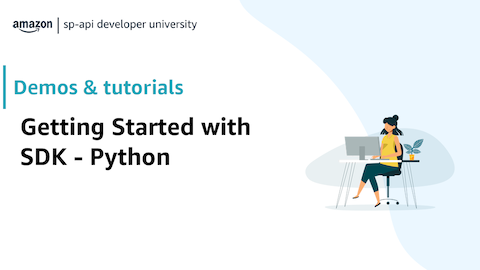 amazon | sp-api developer university
Demos & tutorials
Getting Started with
SDK - Python